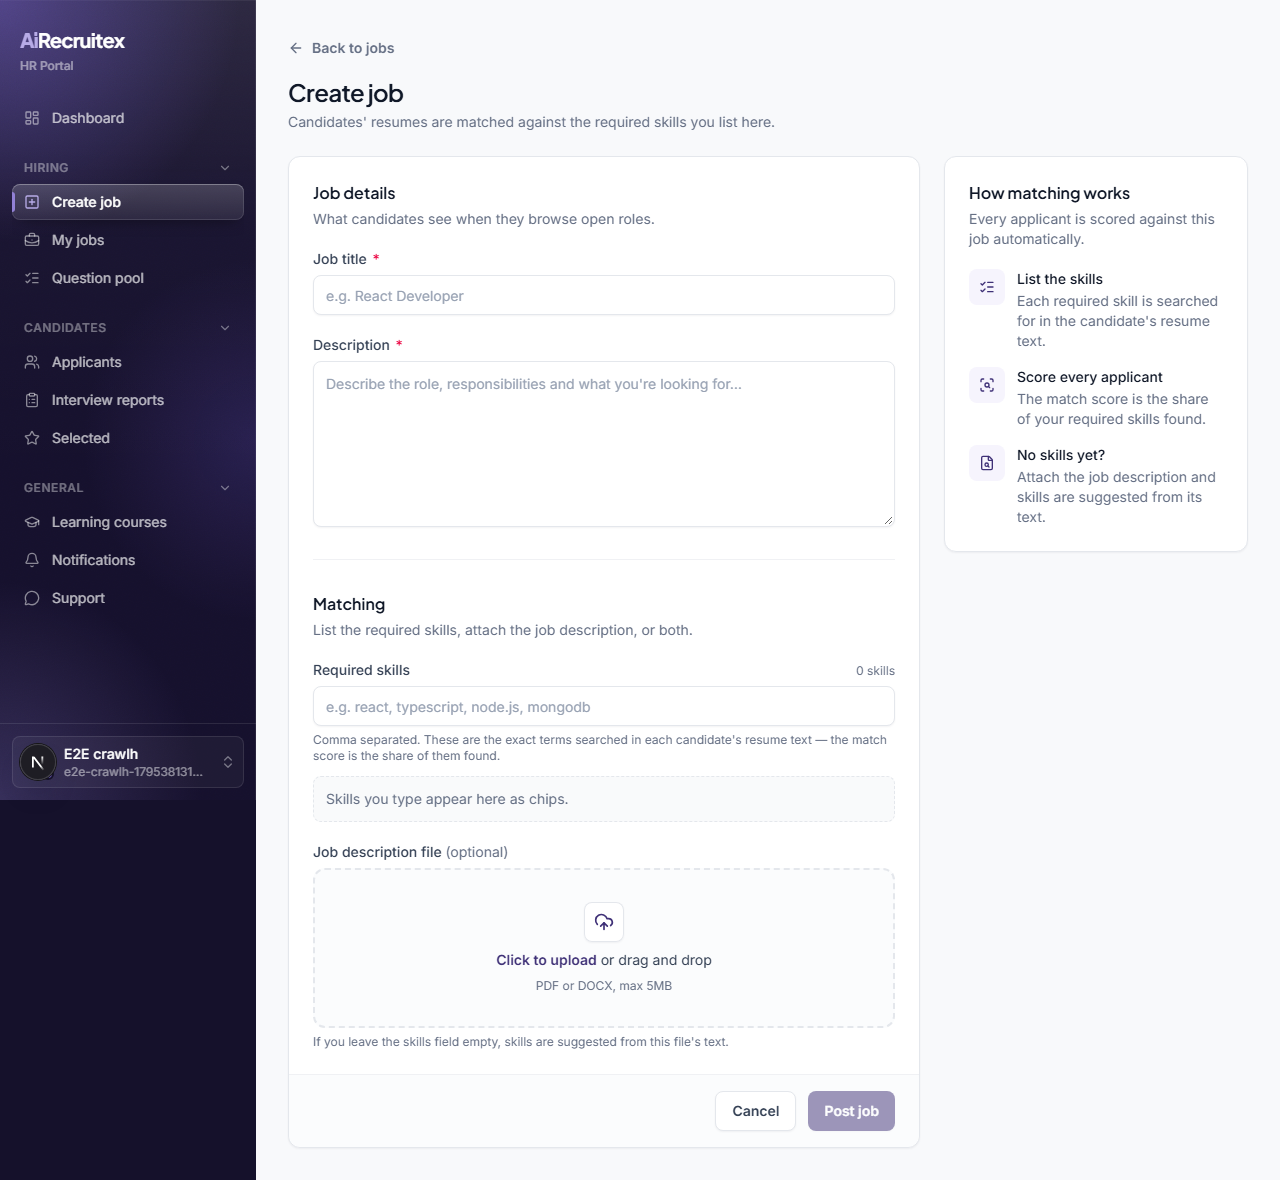 AiRecruitex
HR Portal
Dashboard
HIRING
Create job
My jobs
Question pool
CANDIDATES
Applicants
Interview reports
Selected
GENERAL
Learning courses
Notifications
Support
N
E2E crawlh
e2e-crawlh-179538131...
Back to jobs
Create job
Candidates' resumes are matched against the required skills you list here.
Job details
What candidates see when they browse open roles.
Job title *
e.g. React Developer
Description *
Describe the role, responsibilities and what you're looking for...
Matching
List the required skills, attach the job description, or both.
Required skills
0 skills
e.g. react, typescript, node.js, mongodb
Comma separated. These are the exact terms searched in each candidate's resume text — the match
score is the share of them found.
Skills you type appear here as chips.
Job description file (optional)
Click to upload or drag and drop
PDF or DOCX, max 5MB
If you leave the skills field empty, skills are suggested from this file's text.
Cancel
Post job
How matching works
Every applicant is scored against this
job automatically.
List the skills
Each required skill is searched
for in the candidate's resume
text.
Score every applicant
The match score is the share
of your required skills found.
No skills yet?
Attach the job description and
skills are suggested from its
text.